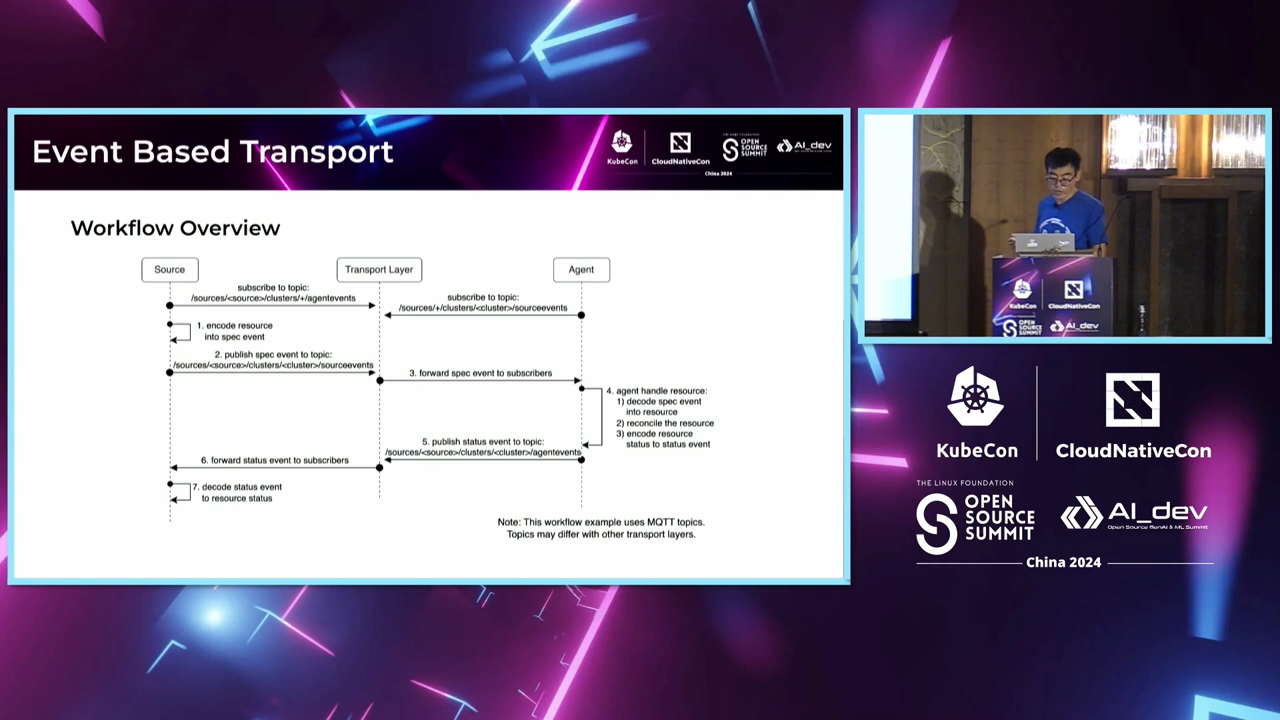 Event Based Transport
KubeCon
CloudNativeCon
OPEN
SOURCE
SUMMIT
AI_dev
China 2024
Workflow Overview
Source
Transport Layer
Agent
subscribe to topic:
/sources/<source>/clusters/+/agentevents
subscribe to topic:
/sources/+/clusters/<cluster>/sourceevents
1. encode resource
into spec event
2. publish spec event to topic:
/sources/<source>/clusters/<cluster>/sourceevents
3. forward spec event to subscribers
4. agent handle resource:
1) decode spec event
into resource
2) reconcile the resource
3) encode resource
status to status event
5. publish status event to topic:
/sources/<source>/clusters/<cluster>/agentevents
6. forward status event to subscribers
7. decode status event
to resource status
Note: This workflow example uses MQTT topics.
Topics may differ with other transport layers.
KubeCon
CloudNativeCon
OPEN
SOURCE
SUMMIT
AI_dev
KubeCon
CloudNativeCon
THE LINUX FOUNDATION
OPEN
SOURCE
SUMMIT
AI_dev
Open Source GenAI & ML Summit
China 2024